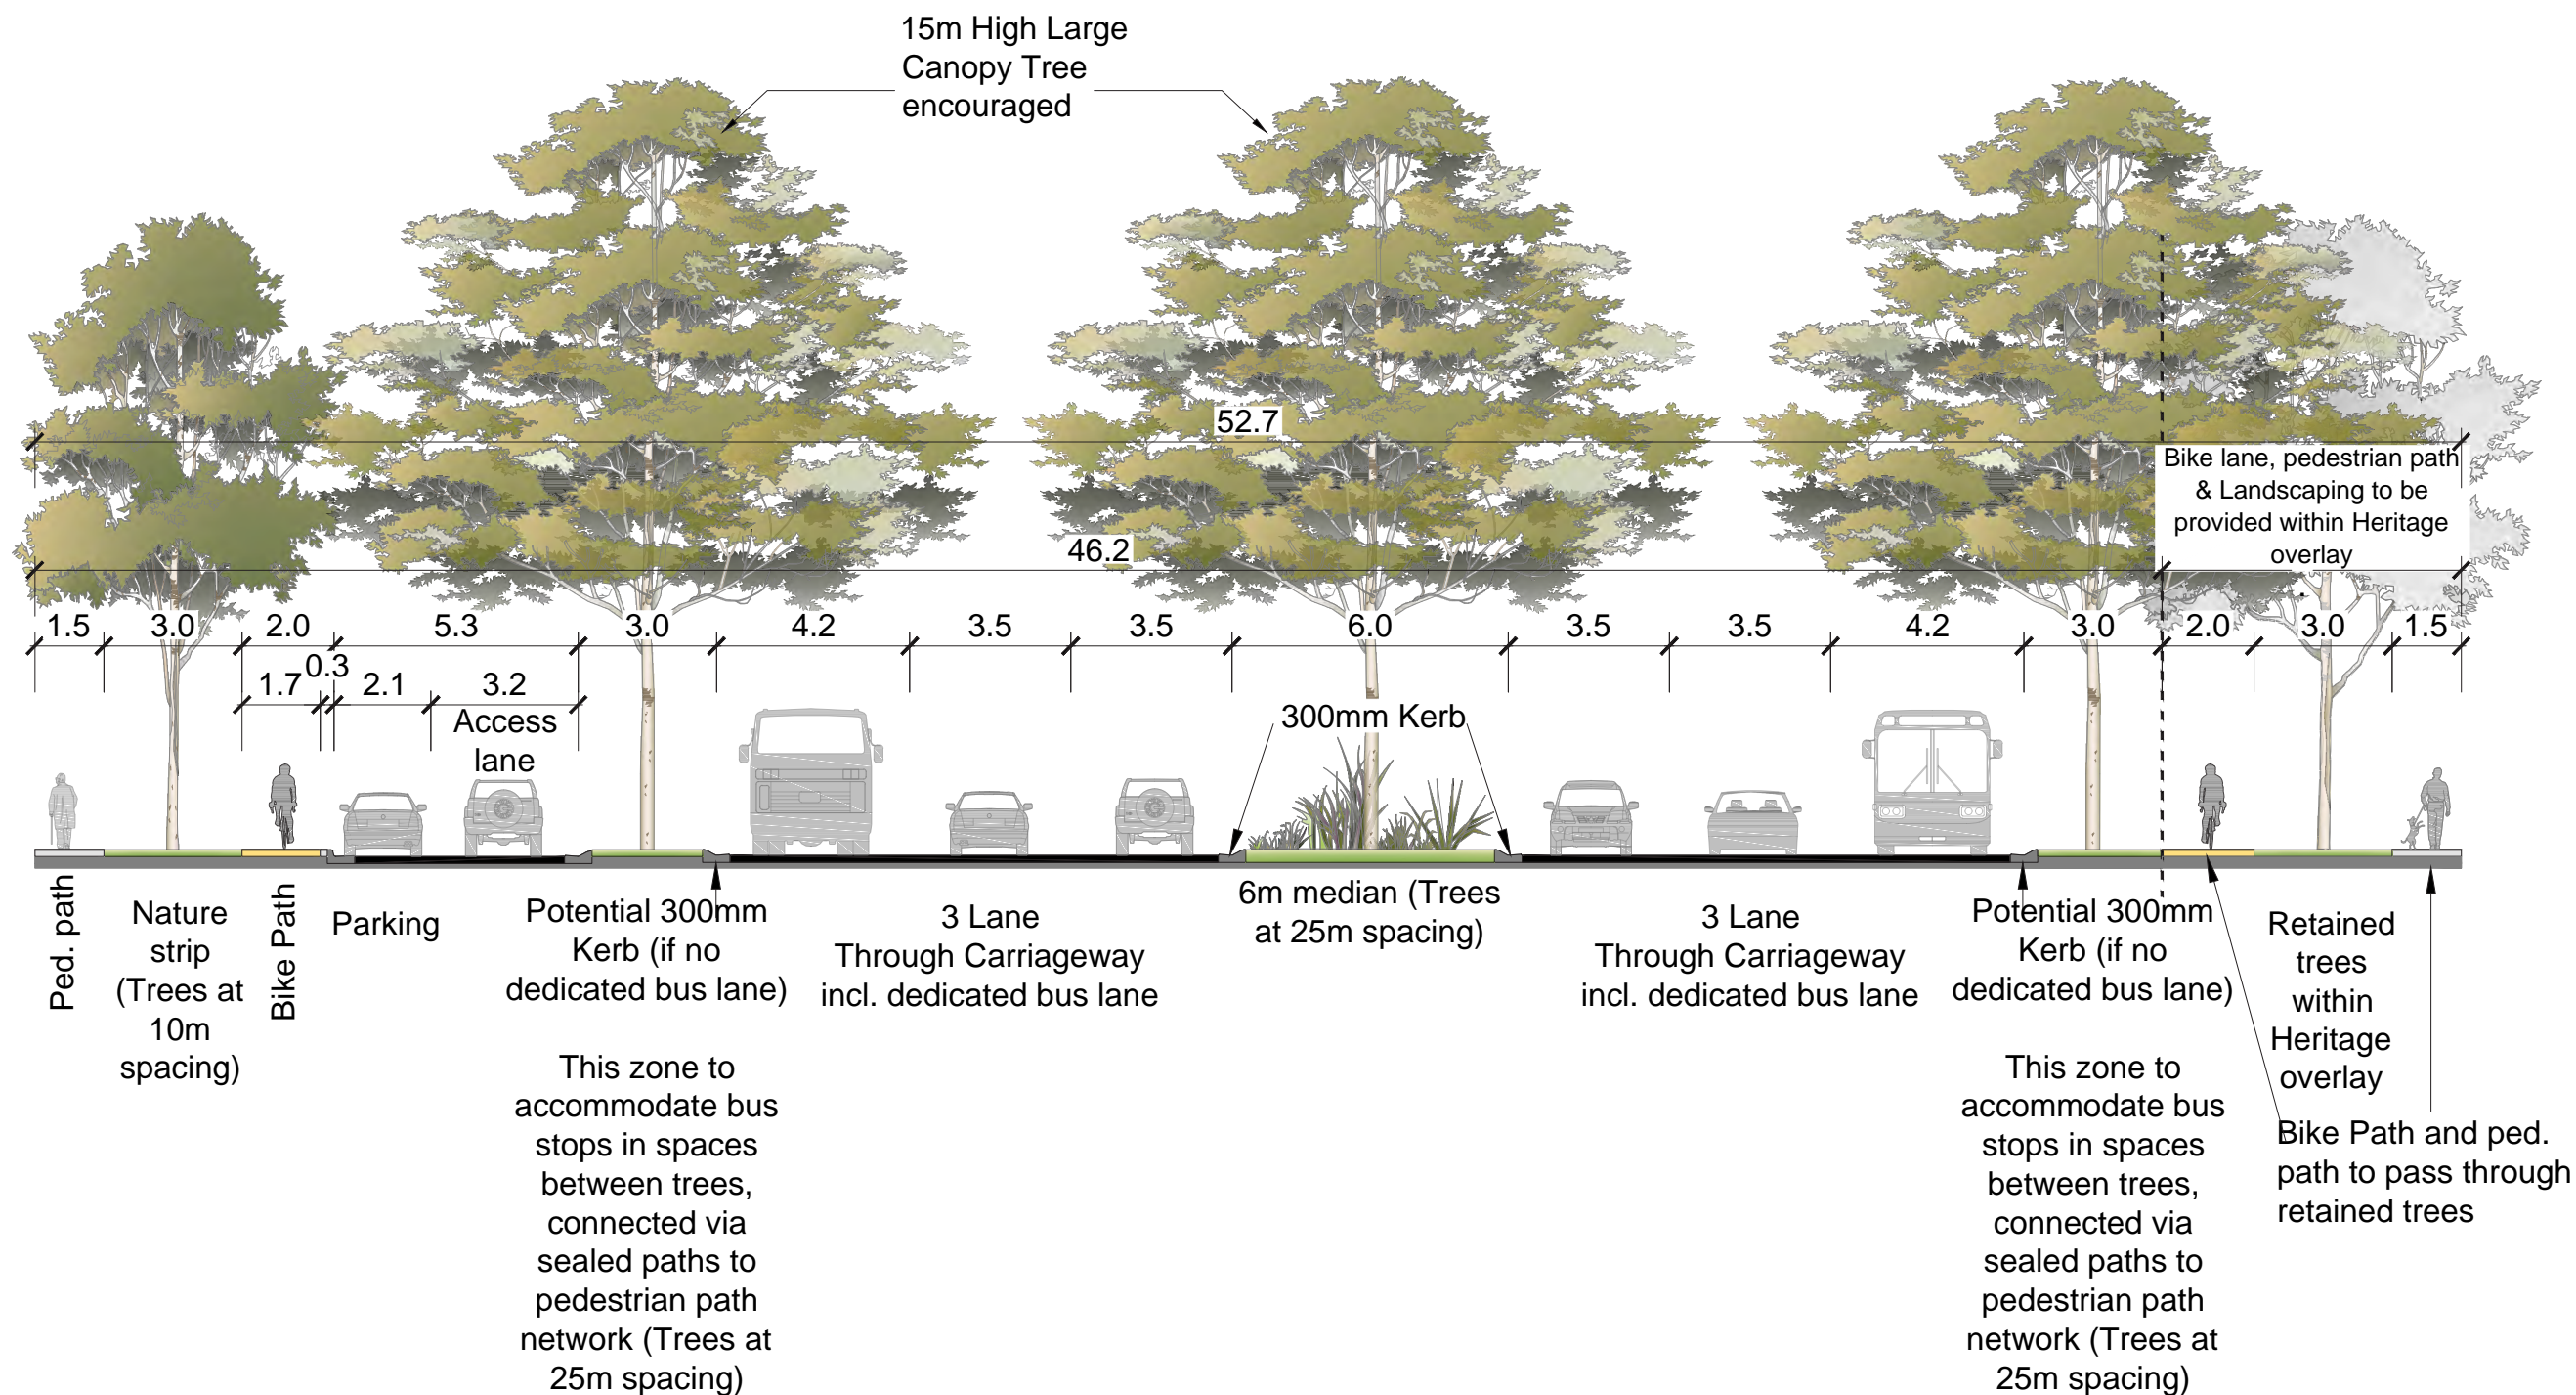 15m High Large
Canopy Tree
encouraged
52.7
Bike lane, pedestrian path
& Landscaping to be
provided within Heritage
overlay
46.2
1.5
3.0
2.0
5.3
3.0
4.2
3.5
3.5
6.0
3.5
3.5
4.2
3.0
2.0
3.0
1.5
1.7
0.3
2.1
3.2
Access
lane
300mm Kerb
Ped. path
Nature
strip
(Trees at
10m
spacing)
Bike Path
Parking
Potential 300mm
Kerb (if no
dedicated bus lane)
3 Lane
Through Carriageway
incl. dedicated bus lane
6m median (Trees
at 25m spacing)
3 Lane
Through Carriageway
incl. dedicated bus lane
Potential 300mm
Kerb (if no
dedicated bus lane)
Retained
trees
within
Heritage
overlay
This zone to
accommodate bus
stops in spaces
between trees,
connected via
sealed paths to
pedestrian path
network (Trees at
25m spacing)
This zone to
accommodate bus
stops in spaces
between trees,
connected via
sealed paths to
pedestrian path
network (Trees at
25m spacing)
Bike Path and ped.
path to pass through
retained trees